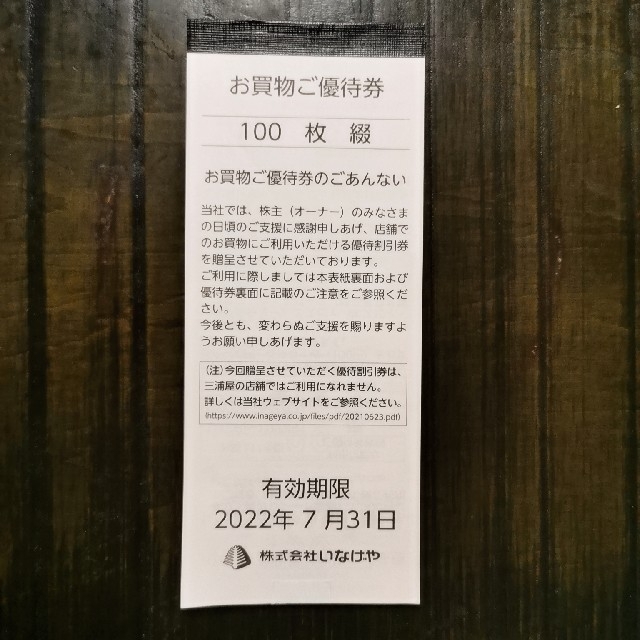 お買物ご優待券
100 枚 綴
お買物ご優待券のごあんない
当社では、株主（オーナー）のみなさま
の日頃のご支援に感謝申しあげ、店舗で
のお買物にご利用いただける優待割引券
を贈呈させていただいております。
ご利用に際しましては本表紙裏面および
優待券裏面に記載のご注意をご参照くだ
さい。
今後とも、変わらぬご支援を賜りますよ
うお願い申しあげます。
（注）今回贈呈させていただく優待割引券は、
三浦屋の店舗ではご利用になれません。
詳しくは当社ウェブサイトをご参照ください。
(https://www.inageya.co.jp/files/pdf/20210623.pdf)
有効期限
2022年 7 月31日
株式会社いなげや